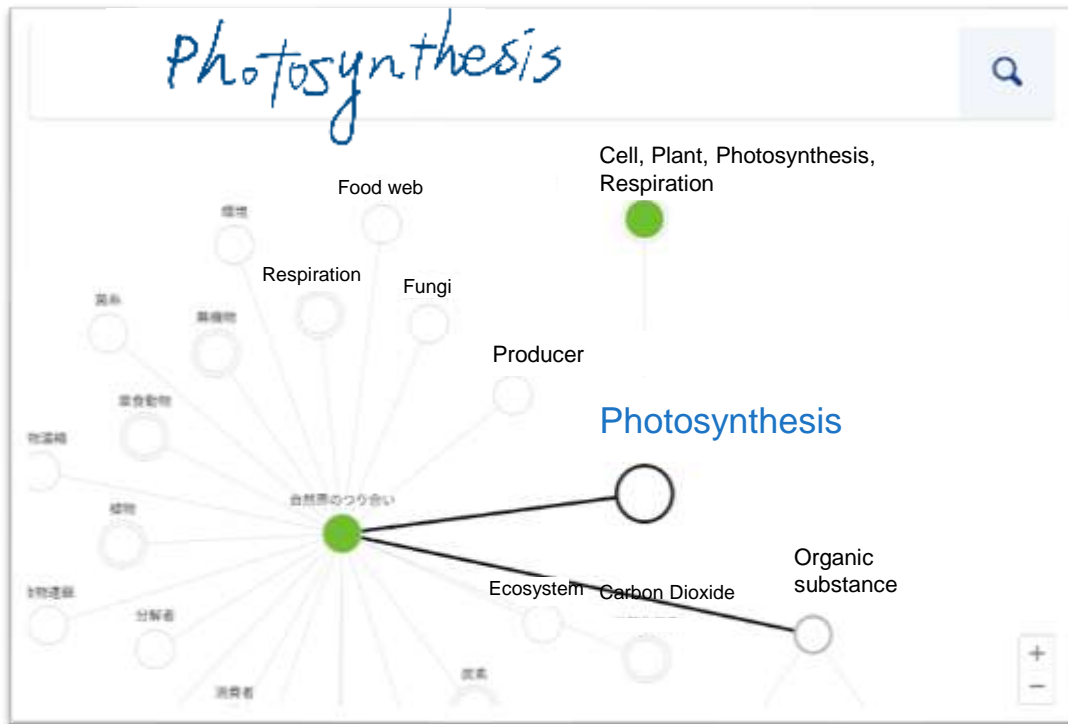 Photosynthesis
Cell, Plant, Photosynthesis,
Respiration
Food web
環境
Respiration
Fungi
菌糸
無機物
Producer
草食動物
Photosynthesis
自然界のつり合い
植物
Organic
substance
Ecosystem
Carbon Dioxide
分解者
炭素
消費者
+
−